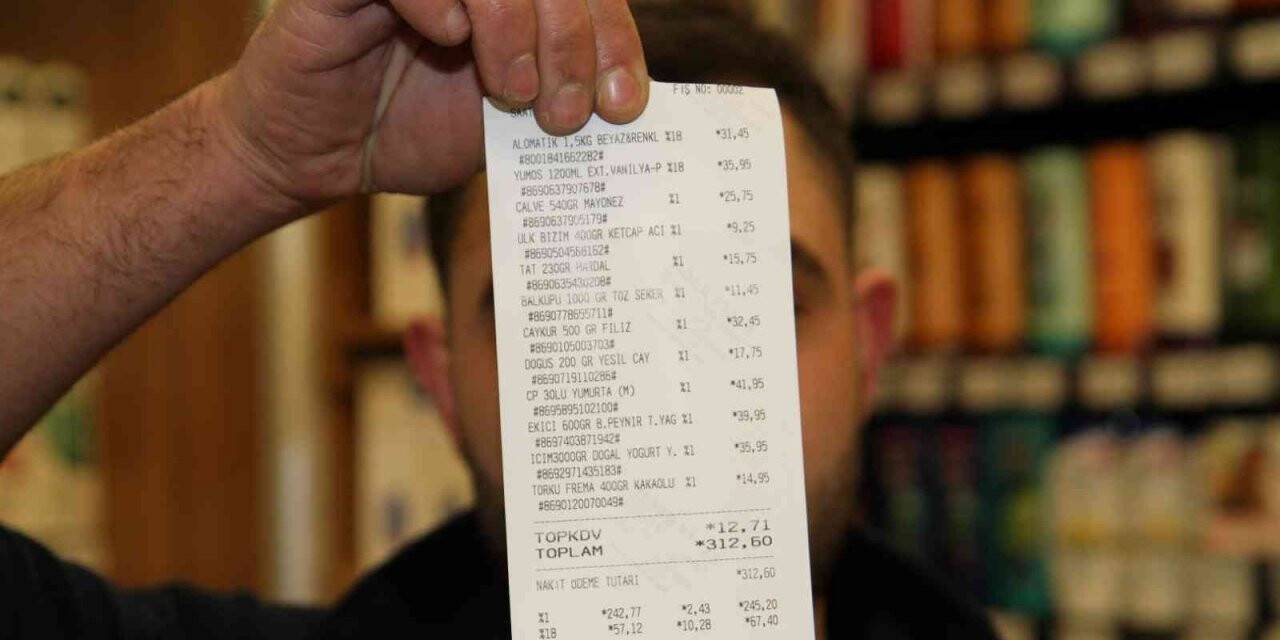 FİŞ NO: 00002
ALOMATIK 1,5KG BEYAZ&RENKL %18 *31,45
#8001841662282#
YUMOS 1200ML EXT.VANILYA-P %18 *35,95
#8690637907678#
CALVE 540GR MAYONEZ %1 *25,75
#8690637905179#
ULK BIZIM 400GR KETCAP ACI %1 *9,25
#8690504568162#
TAT 230GR HARDAL %1 *15,75
#8690635430208#
BALKUPU 1000 GR TOZ SEKER %1 *11,45
#8690778655711#
CAYKUR 500 GR FILIZ %1 *32,45
#8690105003703#
DOGUS 200 GR YESIL CAY %1 *17,75
#8690719110286#
CP 30LU YUMURTA (M) %1 *41,95
#8695895102100#
EKICI 600GR B.PEYNIR T.YAG %1 *39,95
#8697403871942#
ICIM3000GR DOGAL YOGURT Y. %1 *35,95
#8692971435183#
TORKU FREMA 400GR KAKAOLU %1 *14,95
#8690120070049#
TOPKDV *12,71
TOPLAM *312,60
NAKİT ÖDEME TUTARI *312,60
%1 *242,77 *2,43 *245,20
%18 *57,12 *10,28 *67,40